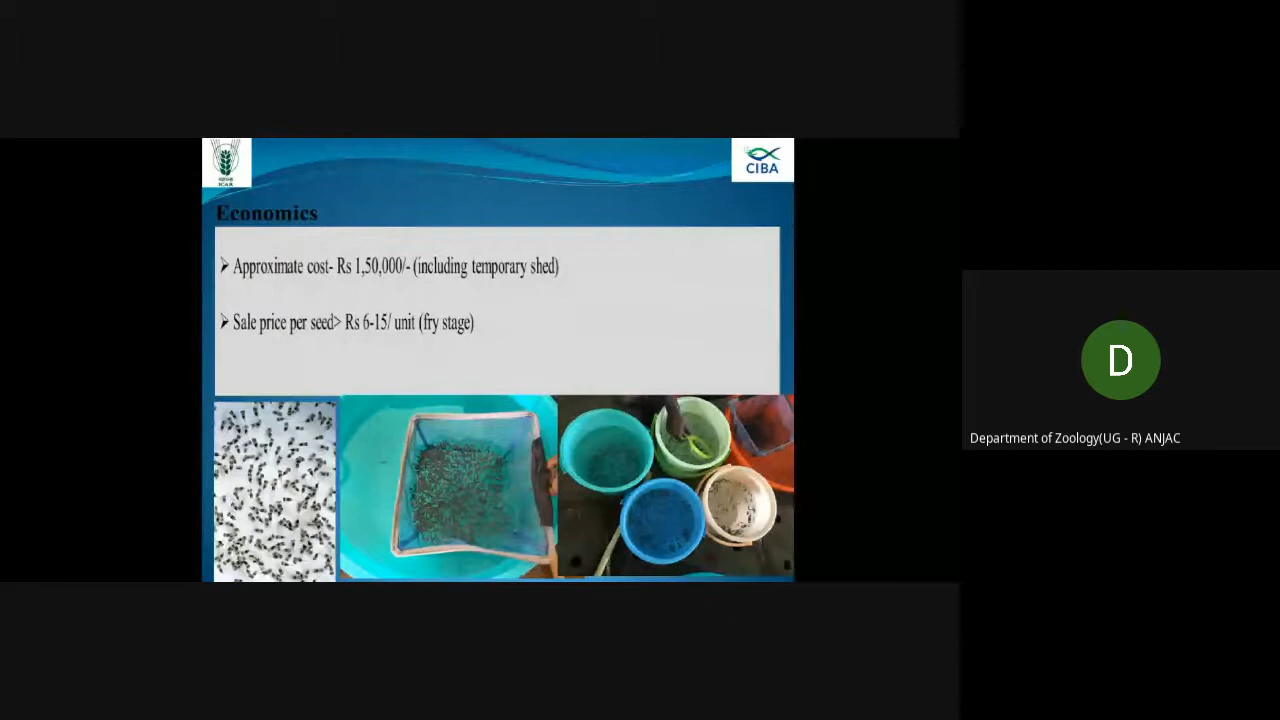 ICAR
CIBA
Economics
➢ Approximate cost- Rs 1,50,000/- (including temporary shed)
➢ Sale price per seed> Rs 6-15/ unit (fry stage)
D
Department of Zoology(UG - R) ANJAC